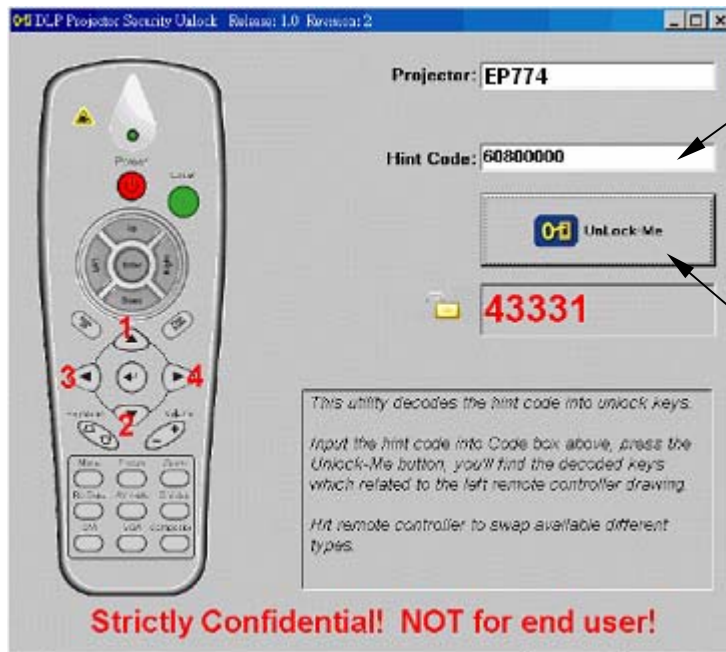 DLP Projector Security Unlock Release: 1.0 Revision: 2
Projector: EP774
Power
Hint Code: 60800000
UnLock-Me
43331
1
3
4
2
This utility decodes the hint code into unlock keys.
Input the hint code into Code box above, press the
Unlock-Me button, you'll find the decoded keys
which related to the left remote controller drawing.
Hit remote controller to swap available different
types.
Menu Zoom
VGA
Strictly Confidential! NOT for end user!